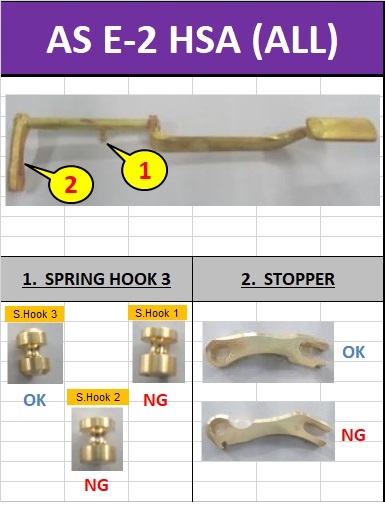 AS E-2 HSA (ALL)
1
2
1. SPRING HOOK 3
2. STOPPER
S.Hook 3
OK
S.Hook 1
NG
S.Hook 2
NG
OK
NG